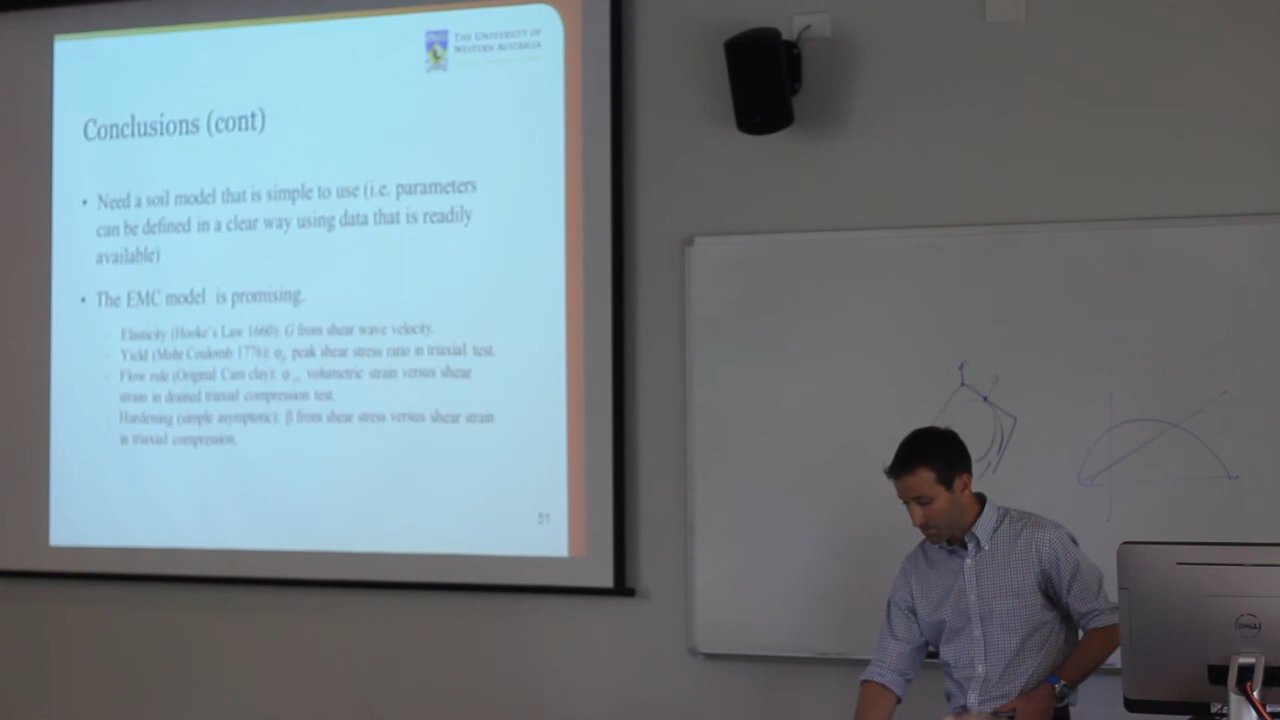 THE UNIVERSITY OF
WESTERN AUSTRALIA
Conclusions (cont)
• Need a soil model that is simple to use (i.e. parameters
can be defined in a clear way using data that is readily
available)
• The EMC model is promising.
Elasticity (Hooke's Law 1660): G from shear wave velocity.
Yield (Mohr Coulomb 1776): φp peak shear stress ratio in triaxial test.
Flow rule (Original Cam clay): φ volumetric strain versus shear
strain in drained triaxial compression test.
Hardening (simple asymptotic): β from shear stress versus shear strain
in triaxial compression.
51
DELL